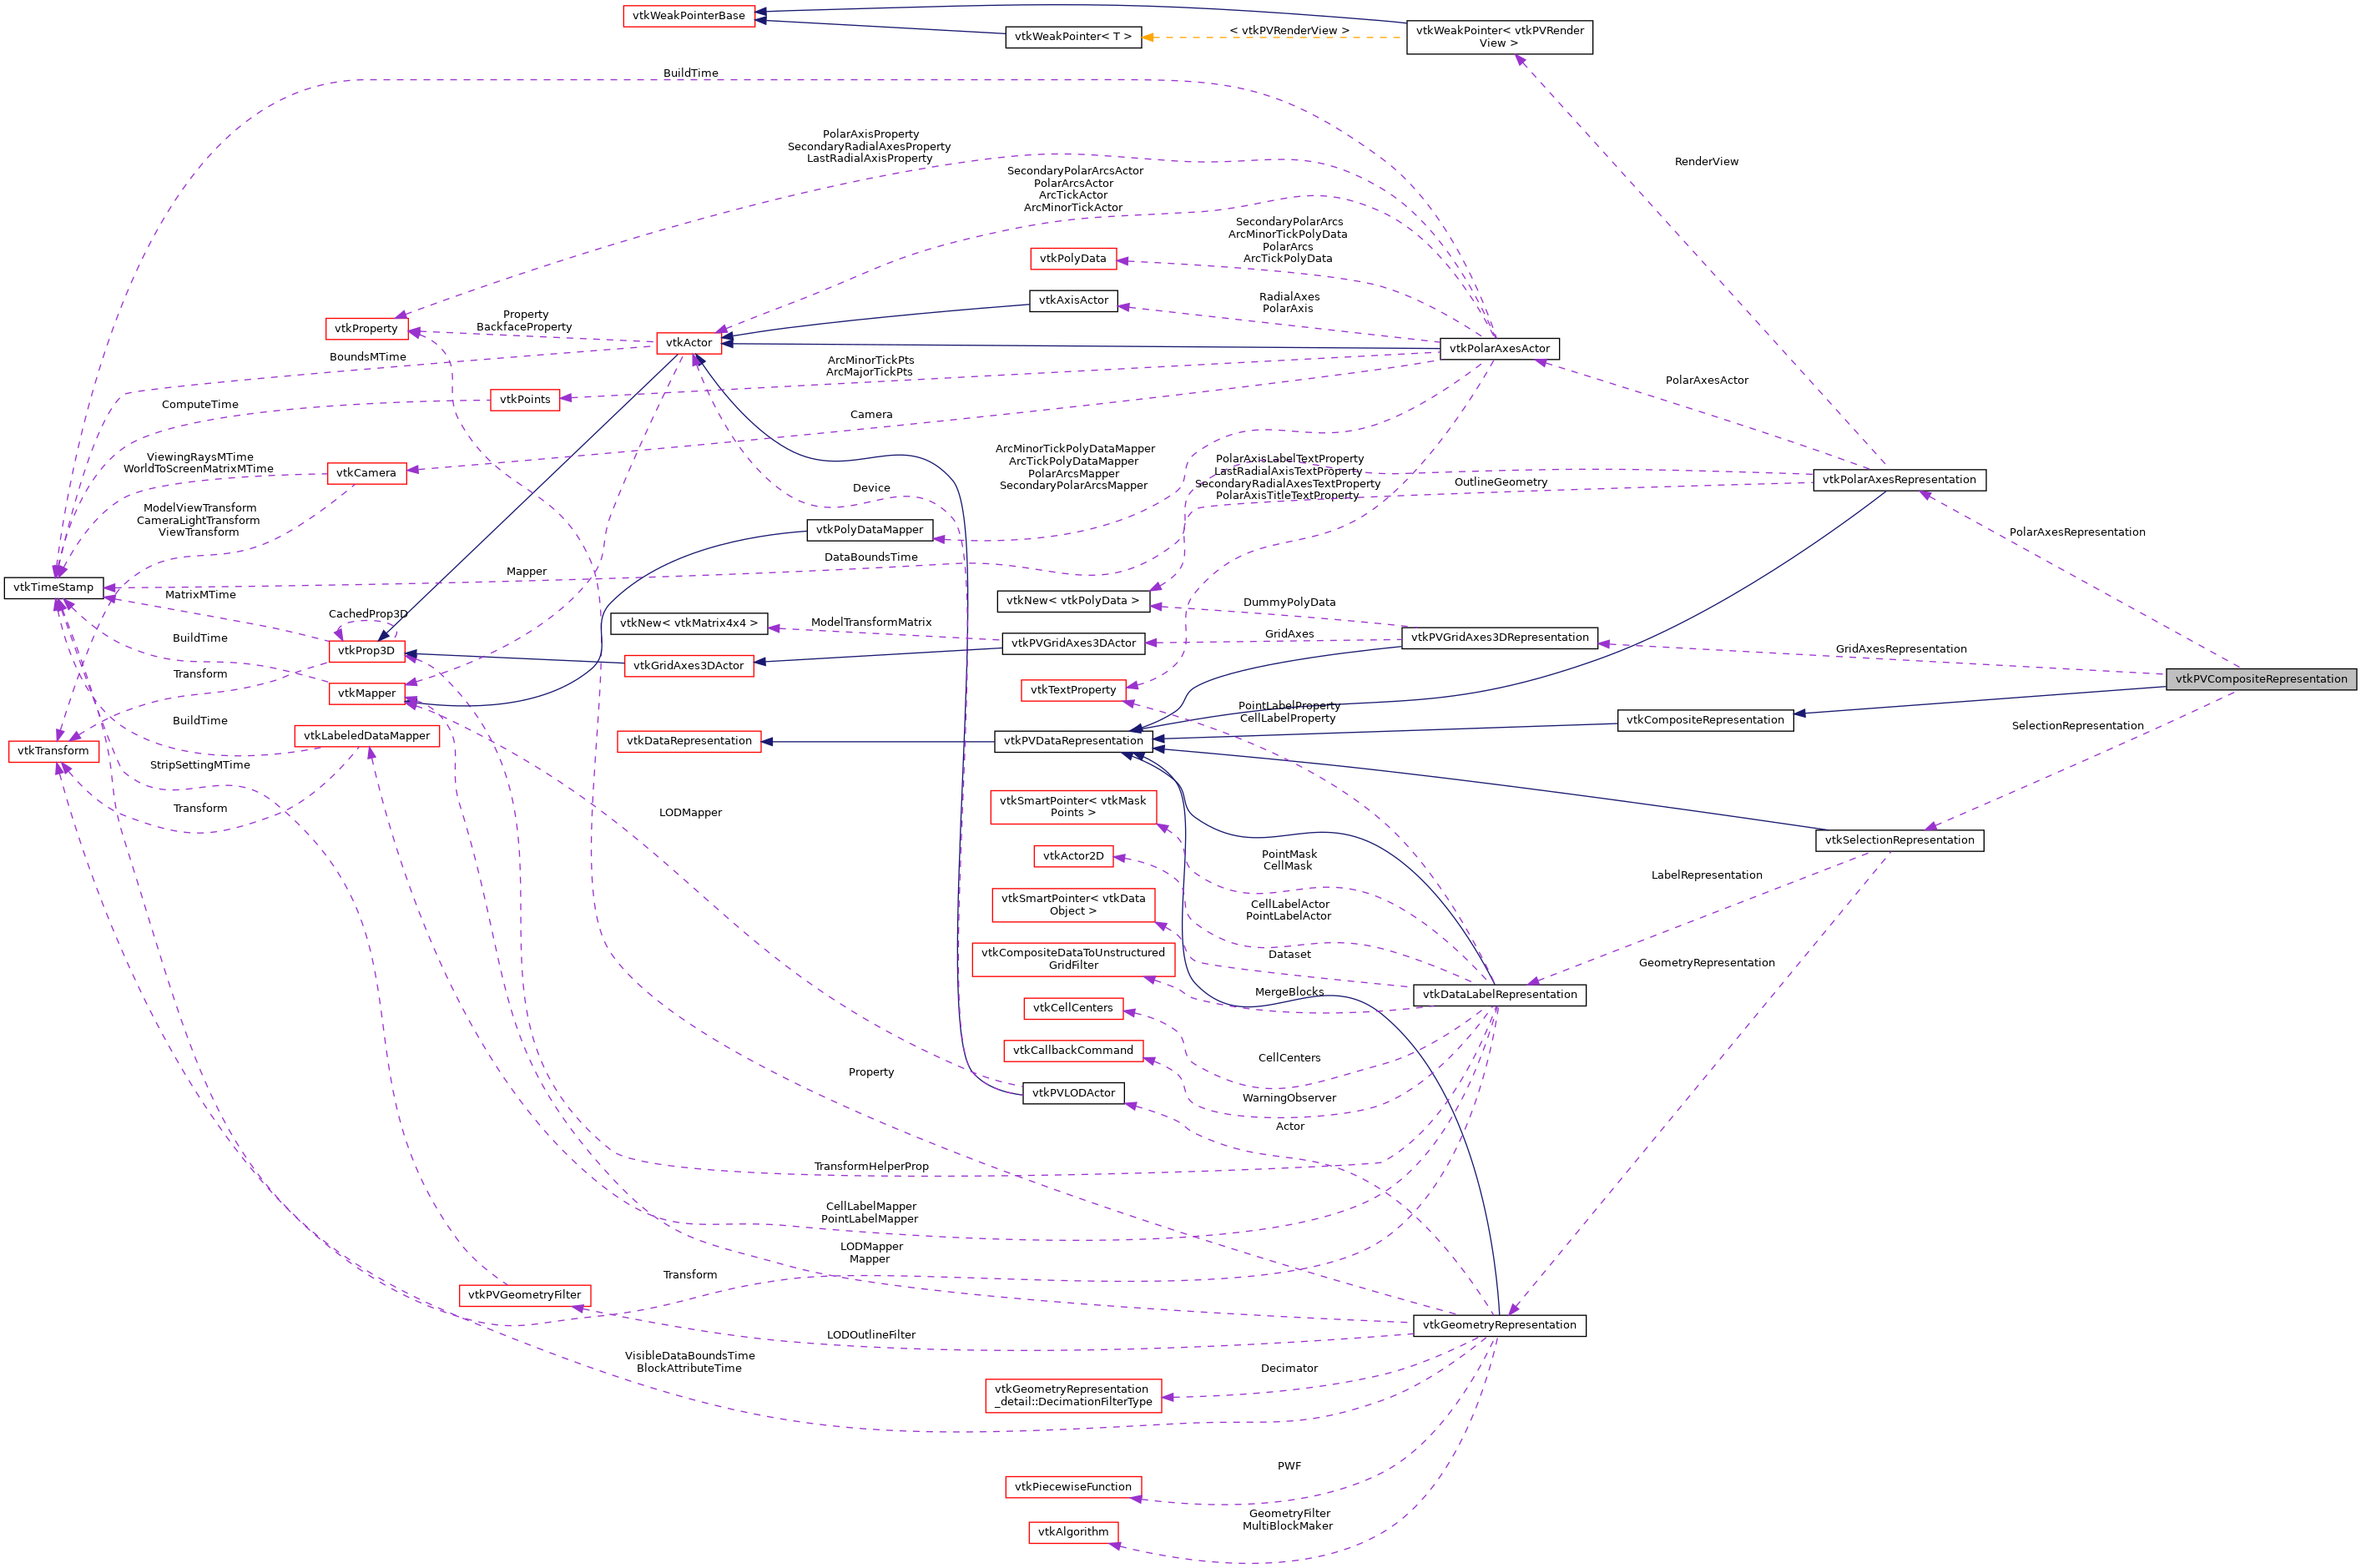 vtkWeakPointerBase
vtkWeakPointer< T >
< vtkPVRenderView >
vtkWeakPointer< vtkPVRender
View >
BuildTime
PolarAxisProperty
SecondaryRadialAxesProperty
LastRadialAxisProperty
RenderView
SecondaryPolarArcsActor
PolarArcsActor
ArcTickActor
ArcMinorTickActor
SecondaryPolarArcs
ArcMinorTickPolyData
PolarArcs
ArcTickPolyData
vtkPolyData
vtkAxisActor
RadialAxes
PolarAxis
vtkProperty
Property
BackfaceProperty
vtkActor
vtkPolarAxesActor
BoundsMTime
ArcMinorTickPts
ArcMajorTickPts
PolarAxesActor
ComputeTime
vtkPoints
Camera
ViewingRaysMTime
WorldToScreenMatrixMTime
vtkCamera
ArcMinorTickPolyDataMapper
ArcTickPolyDataMapper
PolarArcsMapper
SecondaryPolarArcsMapper
PolarAxisLabelTextProperty
LastRadialAxisTextProperty
SecondaryRadialAxesTextProperty
PolarAxisTitleTextProperty
OutlineGeometry
vtkPolarAxesRepresentation
Device
ModelViewTransform
CameraLightTransform
ViewTransform
vtkPolyDataMapper
PolarAxesRepresentation
DataBoundsTime
Mapper
vtkTimeStamp
MatrixMTime
CachedProp3D
vtkNew< vtkMatrix4x4 >
ModelTransformMatrix
vtkNew< vtkPolyData >
DummyPolyData
BuildTime
vtkProp3D
vtkGridAxes3DActor
vtkPVGridAxes3DActor
GridAxes
vtkPVGridAxes3DRepresentation
GridAxesRepresentation
Transform
vtkMapper
vtkTextProperty
vtkPVCompositeRepresentation
BuildTime
vtkLabeledDataMapper
PointLabelProperty
CellLabelProperty
vtkCompositeRepresentation
SelectionRepresentation
vtkTransform
vtkDataRepresentation
vtkPVDataRepresentation
StripSettingMTime
Transform
LODMapper
vtkSmartPointer< vtkMask
Points >
vtkSelectionRepresentation
vtkActor2D
PointMask
CellMask
LabelRepresentation
vtkSmartPointer< vtkData
Object >
CellLabelActor
PointLabelActor
vtkCompositeDataToUnstructured
GridFilter
Dataset
GeometryRepresentation
MergeBlocks
vtkDataLabelRepresentation
vtkCellCenters
vtkCallbackCommand
CellCenters
Property
vtkPVLODActor
WarningObserver
Actor
TransformHelperProp
CellLabelMapper
PointLabelMapper
LODMapper
Mapper
Transform
vtkPVGeometryFilter
vtkGeometryRepresentation
LODOutlineFilter
VisibleDataBoundsTime
BlockAttributeTime
Decimator
vtkGeometryRepresentation
_detail::DecimationFilterType
PWF
vtkPiecewiseFunction
GeometryFilter
MultiBlockMaker
vtkAlgorithm